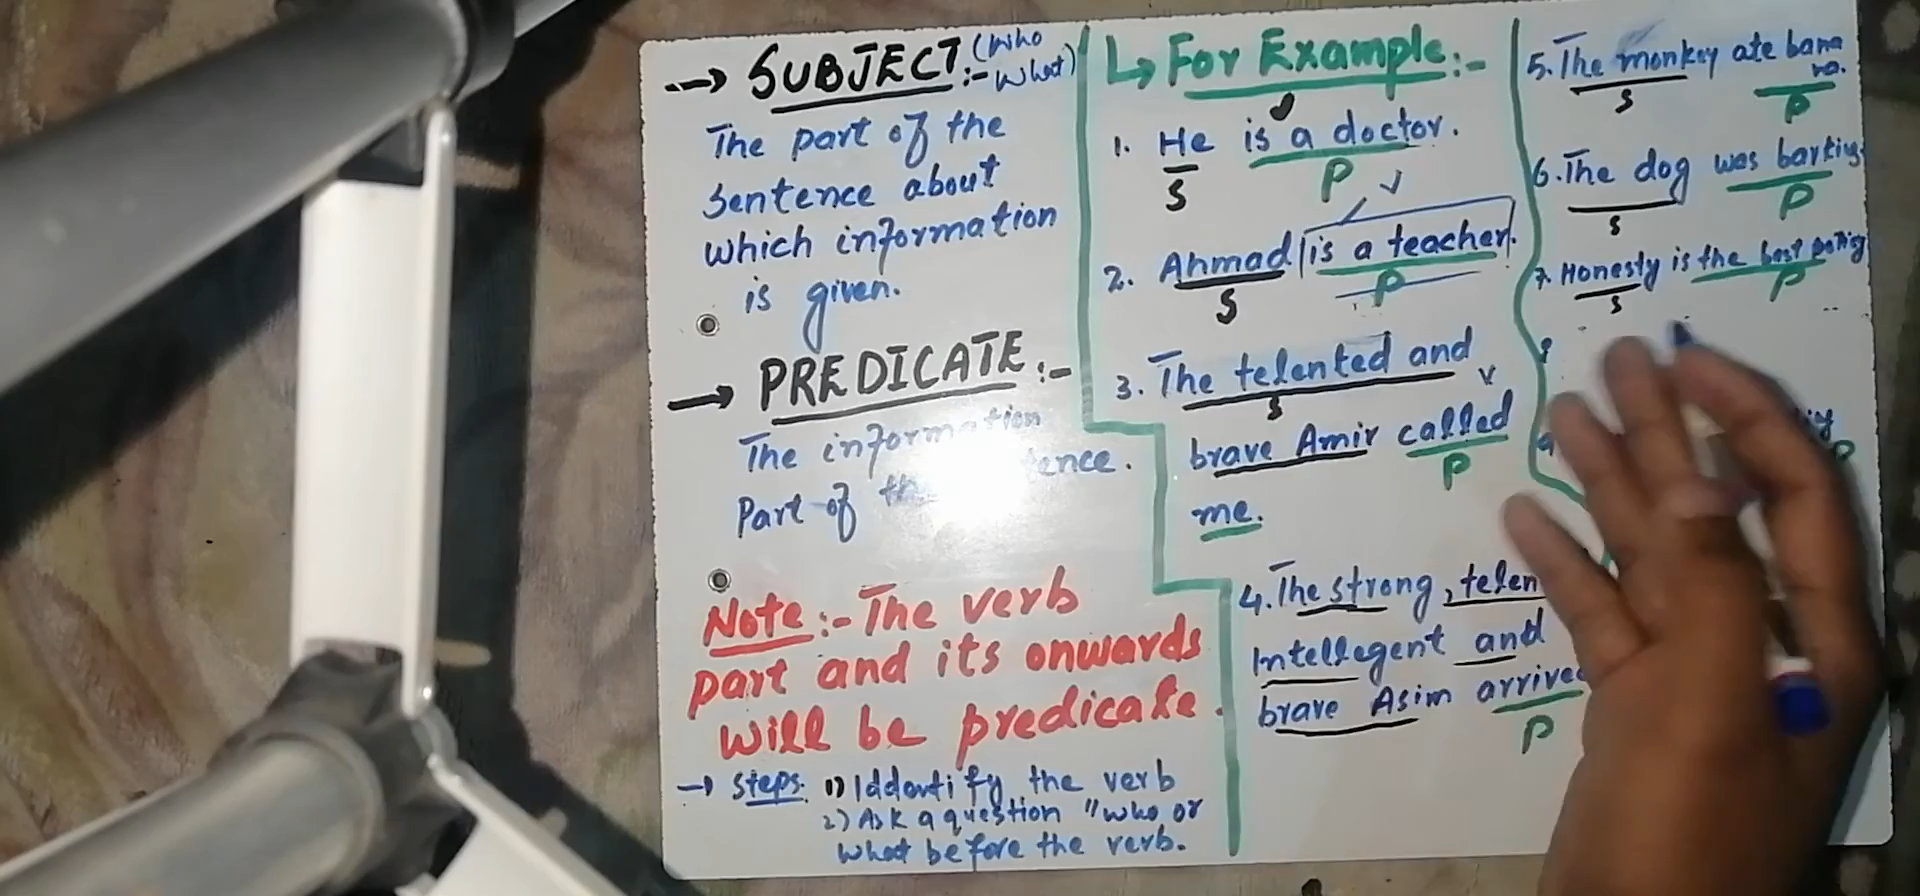 → SUBJECT:- (Who
What)
The part of the
sentence about
which information
is given.
→ PREDICATE:-
The information
Part of the
Note:- The verb
part and its onwards
will be predicate.
→ Steps. 1) Iddentify the verb
2) Ask a question "who or
what before the verb.
↳ For Example:-
1. He is a doctor.
S P
2. Ahmad is a teacher.
S P
3. The telented and
S
brave Amir called
P
me.
4. The strong, telen
Intellegent and
brave Asim arrived
P
5. The monkey ate bana
na.
S P
6. The dog was barking
S P
7. Honesty is the best
S P
P